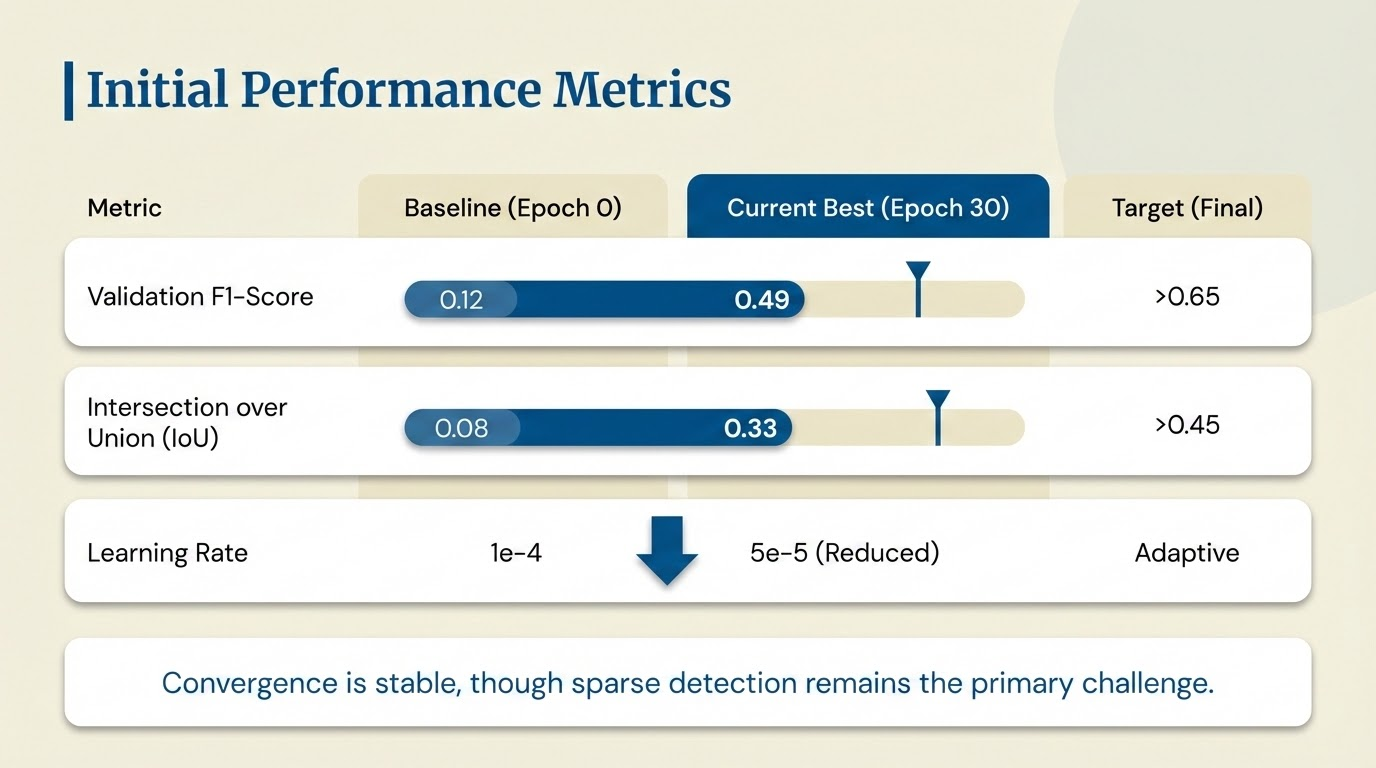 Initial Performance Metrics
Metric
Baseline (Epoch 0)
Current Best (Epoch 30)
Target (Final)
Validation F1-Score
0.12
0.49
>0.65
Intersection over
Union (IoU)
0.08
0.33
>0.45
Learning Rate
1e-4
5e-5 (Reduced)
Adaptive
Convergence is stable, though sparse detection remains the primary challenge.